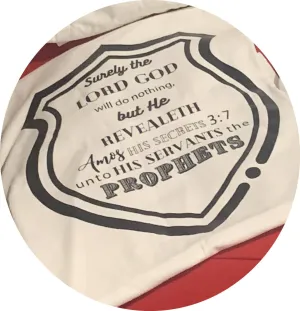 Surely the
LORD GOD
will do nothing,
but He
REVEALETH
Amos HIS SECRETS 3:7
unto HIS SERVANTS the
PROPHETS